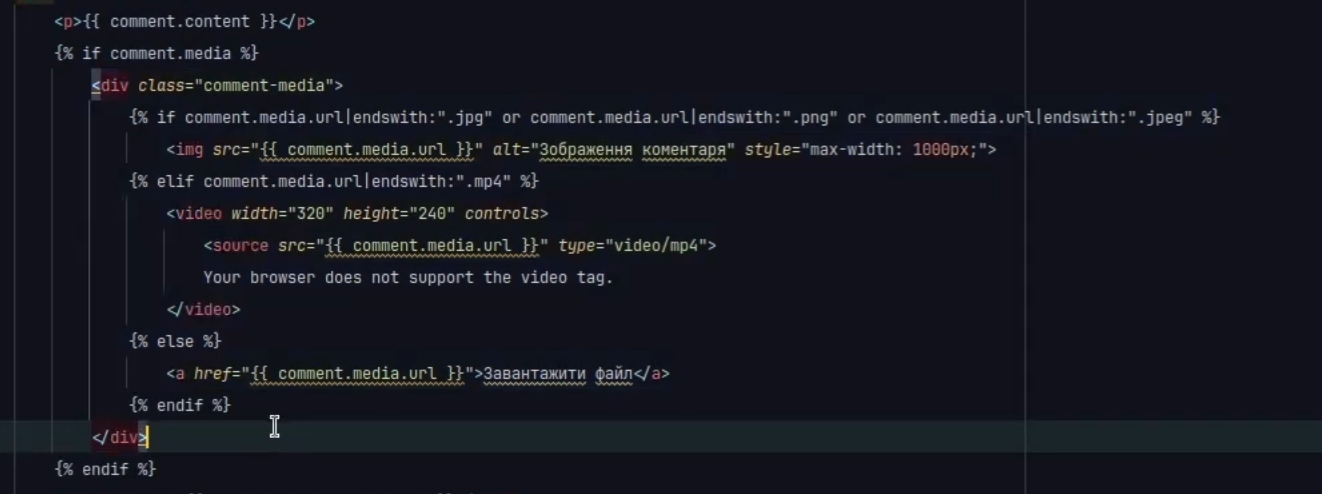 <p>{{ comment.content }}</p>
{% if comment.media %}
<div class="comment-media">
{% if comment.media.url|endswith:".jpg" or comment.media.url|endswith:".png" or comment.media.url|endswith:".jpeg" %}
<img src="{{ comment.media.url }}" alt="Зображення коментаря" style="max-width: 1000px;">
{% elif comment.media.url|endswith:".mp4" %}
<video width="320" height="240" controls>
<source src="{{ comment.media.url }}" type="video/mp4">
Your browser does not support the video tag.
</video>
{% else %}
<a href="{{ comment.media.url }}">Завантажити файл</a>
{% endif %}
</div>
{% endif %}